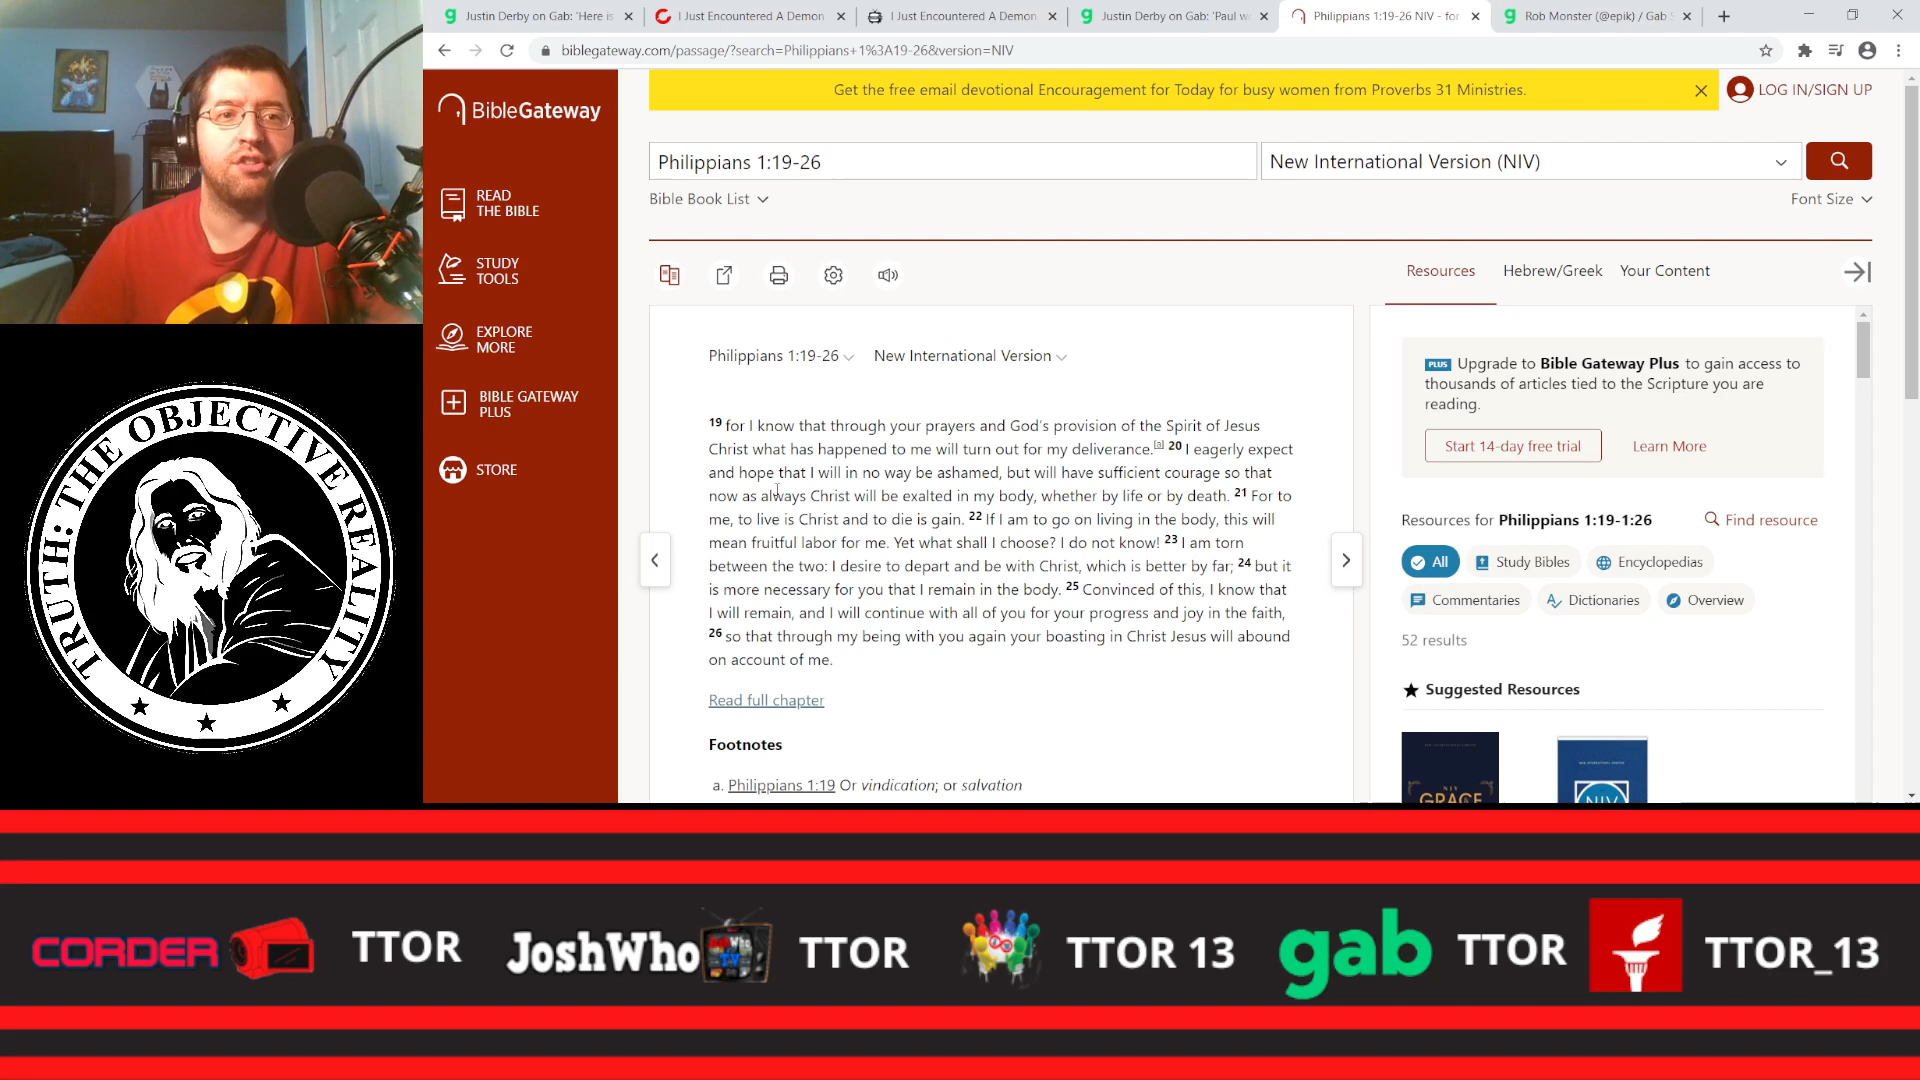 Justin Derby on Gab: 'Here is
I Just Encountered A Demon
I Just Encountered A Demon
Justin Derby on Gab: 'Paul w
Philippians 1:19-26 NIV - for
Rob Monster (@epik) / Gab S
biblegateway.com/passage/?search=Philippians+1%3A19-26&version=NIV
BibleGateway
READ
THE BIBLE
STUDY
TOOLS
EXPLORE
MORE
BIBLE GATEWAY
PLUS
STORE
Get the free email devotional Encouragement for Today for busy women from Proverbs 31 Ministries.
LOG IN/SIGN UP
Philippians 1:19-26
New International Version (NIV)
Bible Book List
Font Size
Resources
Hebrew/Greek
Your Content
Philippians 1:19-26
New International Version
19 for I know that through your prayers and God's provision of the Spirit of Jesus
Christ what has happened to me will turn out for my deliverance.[a] 20 I eagerly expect
and hope that I will in no way be ashamed, but will have sufficient courage so that
now as always Christ will be exalted in my body, whether by life or by death. 21 For to
me, to live is Christ and to die is gain. 22 If I am to go on living in the body, this will
mean fruitful labor for me. Yet what shall I choose? I do not know! 23 I am torn
between the two: I desire to depart and be with Christ, which is better by far; 24 but it
is more necessary for you that I remain in the body. 25 Convinced of this, I know that
I will remain, and I will continue with all of you for your progress and joy in the faith,
26 so that through my being with you again your boasting in Christ Jesus will abound
on account of me.
Read full chapter
Footnotes
a. Philippians 1:19 Or vindication; or salvation
PLUS Upgrade to Bible Gateway Plus to gain access to
thousands of articles tied to the Scripture you are
reading.
Start 14-day free trial
Learn More
Resources for Philippians 1:19-1:26
Find resource
All
Study Bibles
Encyclopedias
Commentaries
Dictionaries
Overview
52 results
Suggested Resources
GRACE
NIV
TRUTH: THE OBJECTIVE REALITY
CORDER
TTOR
JoshWho
TTOR
TTOR 13
gab
TTOR
TTOR_13